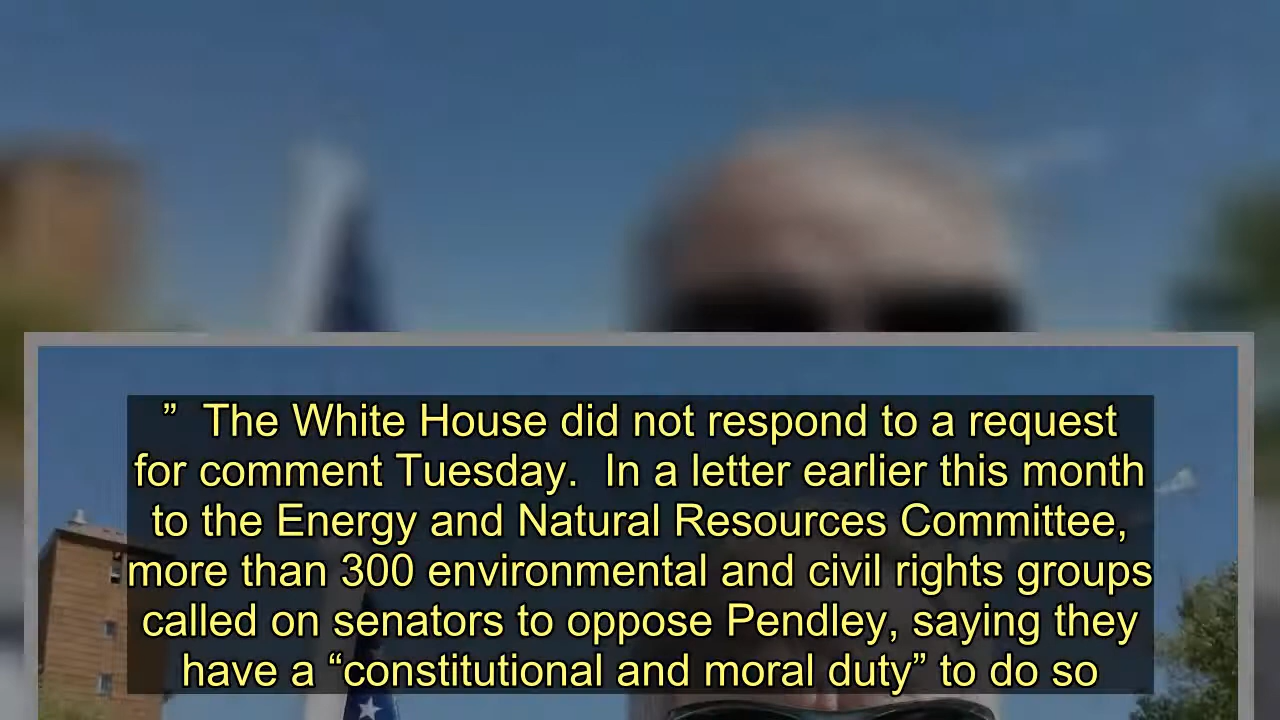 ”  The White House did not respond to a request
for comment Tuesday.  In a letter earlier this month
to the Energy and Natural Resources Committee,
more than 300 environmental and civil rights groups
called on senators to oppose Pendley, saying they
have a “constitutional and moral duty” to do so